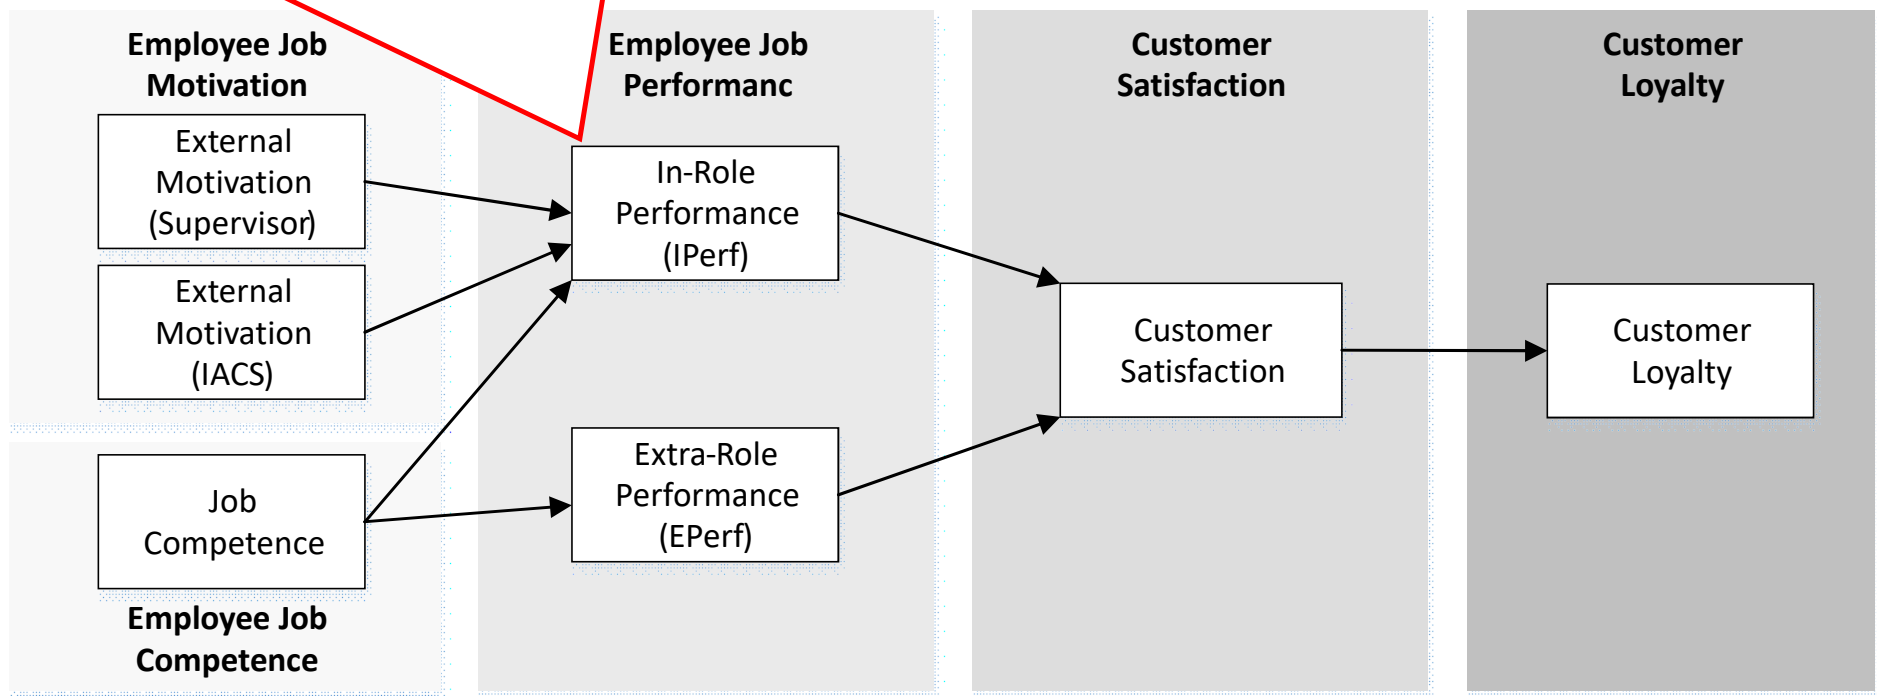 Employee Job
Motivation
External
Motivation
(Supervisor)
External
Motivation
(IACS)
Job
Competence
Employee Job
Competence
Employee Job
Performanc
In-Role
Performance
(IPerf)
Extra-Role
Performance
(EPerf)
Customer
Satisfaction
Customer
Satisfaction
Customer
Loyalty
Customer
Loyalty